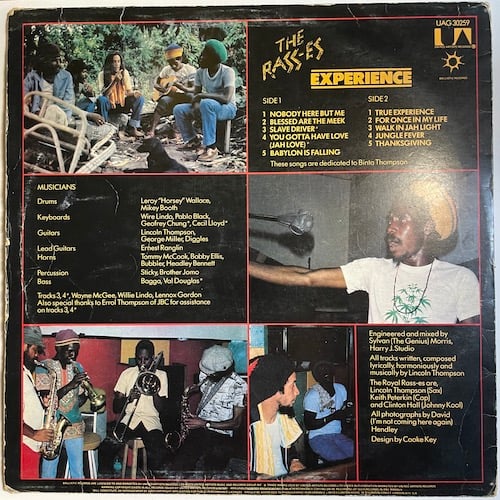 UAG 30259
UNITED ARTISTS RECORDS
BALLISTIC RECORDS
THE
RASS-ES
EXPERIENCE
SIDE 1
1 NOBODY HERE BUT ME
2 BLESSED ARE THE MEEK
3 SLAVE DRIVER*
4 YOU GOTTA HAVE LOVE
(JAH LOVE)*
5 BABYLON IS FALLING
SIDE 2
1 TRUE EXPERIENCE
2 FOR ONCE IN MY LIFE
3 WALK IN JAH LIGHT
4 JUNGLE FEVER
5 THANKSGIVING
These songs are dedicated to Binta Thompson
MUSICIANS
Drums Leroy "Horsey" Wallace,
Mikey Booth
Keyboards Wire Lindo, Pablo Black,
Geofrey Chung*, Cecil Lloyd*
Guitars Lincoln Thompson,
George Miller, Diggles
Lead Guitars Ernest Ranglin
Horns Tommy McCook, Bobby Ellis,
Bubbler, Headley Bennett
Percussion Sticky, Brother Jomo
Bass Bagga, Val Douglas*
Tracks 3, 4*, Wayne McGee, Willie Lindo, Lennox Gordon
Also special thanks to Errol Thompson of JBC for assistance
on tracks 3, 4*
Engineered and mixed by
Sylvan (The Genius) Morris,
Harry J. Studio
All tracks written, composed
lyrically, harmoniously and
musically by Lincoln Thompson
The Royal Rass-es are,
Lincoln Thompson (Sax)
Keith Peterkin (Cap)
and Clinton Hall (Johnny Kool)
All photographs by David
(I'm not coming here again)
Hendley
Design by Cooke Key